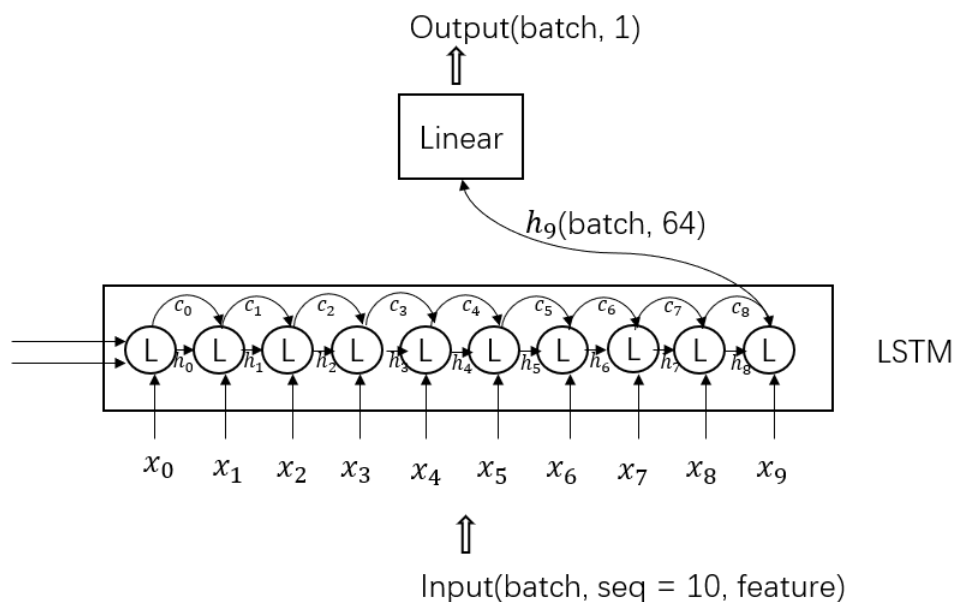 Output(batch, 1)
Linear
h₉(batch, 64)
c₀ c₁ c₂ c₃ c₄ c₅ c₆ c₇ c₈
L L L L L L L L L L
h₀ h₁ h₂ h₃ h₄ h₅ h₆ h₇ h₈
LSTM
x₀ x₁ x₂ x₃ x₄ x₅ x₆ x₇ x₈ x₉
Input(batch, seq = 10, feature)